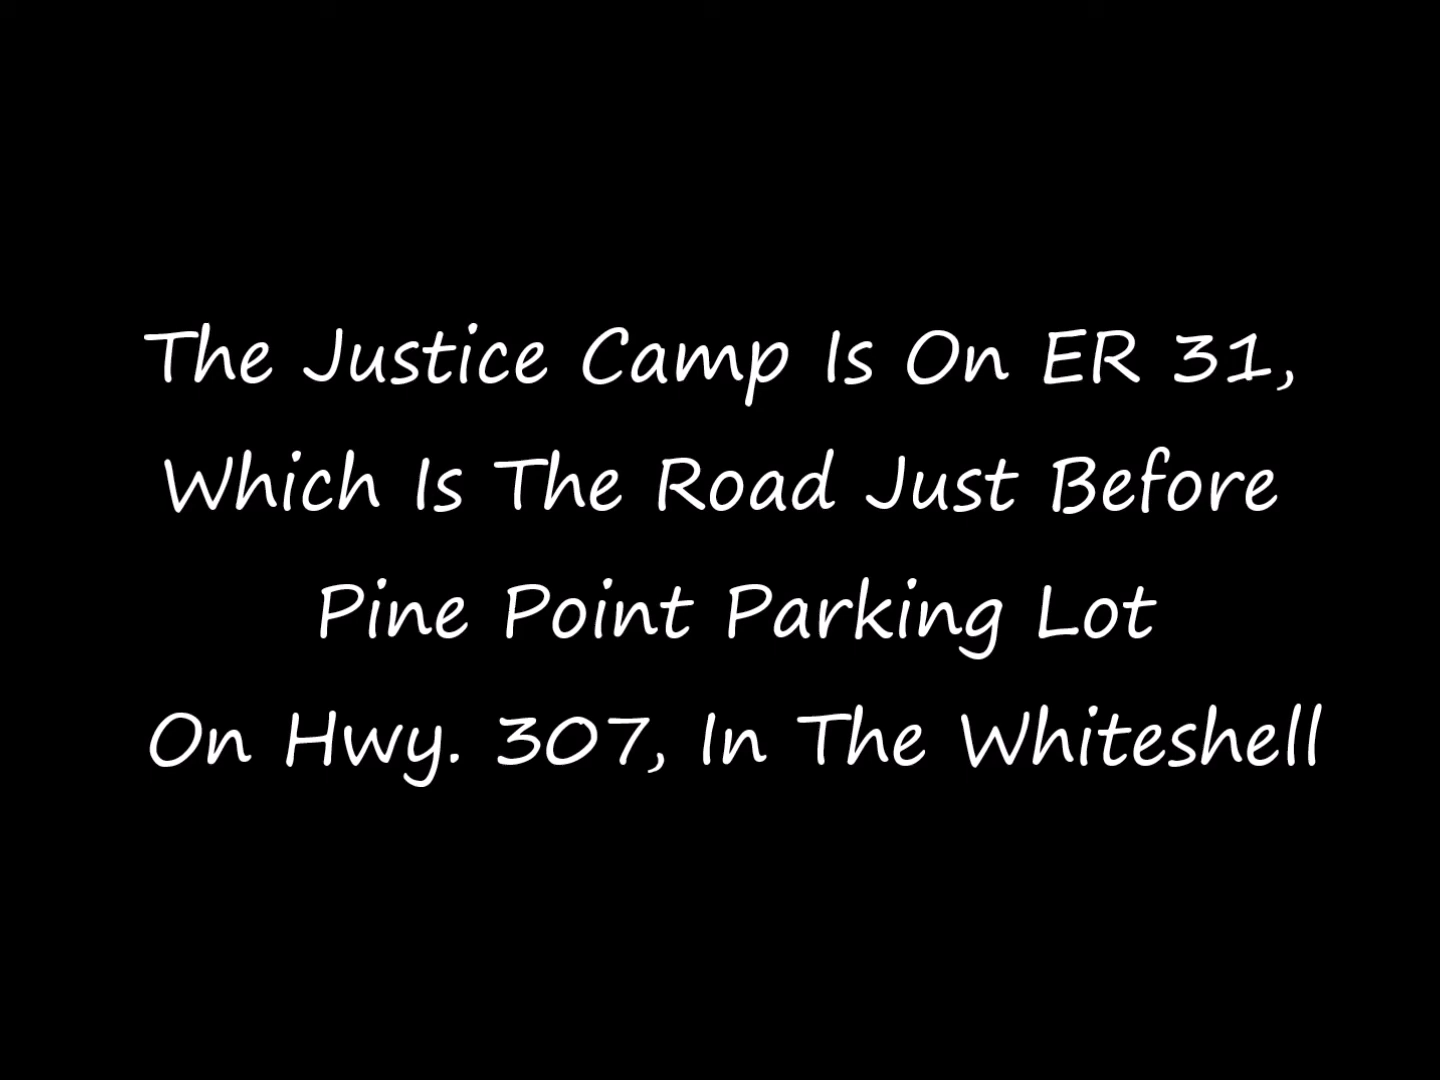 The Justice Camp Is On ER 31,
Which Is The Road Just Before
Pine Point Parking Lot
On Hwy. 307, In The Whiteshell